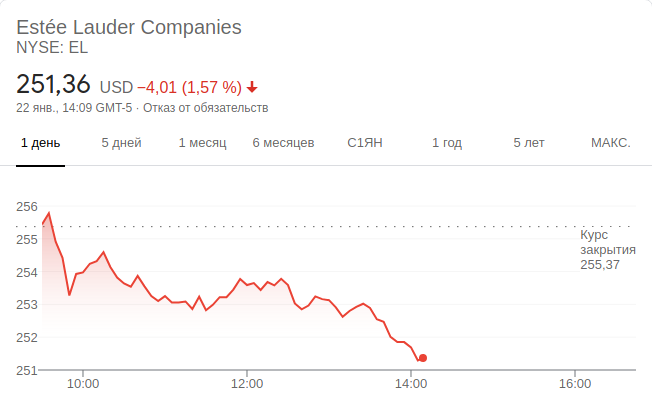 Estée Lauder Companies
NYSE: EL
251,36 USD −4,01 (1,57 %)
22 янв., 14:09 GMT-5 · Отказ от обязательств
1 день 5 дней 1 месяц 6 месяцев С1ЯН 1 год 5 лет МАКС.
256
255
254
253
252
251
Курс
закрытия
255,37
10:00 12:00 14:00 16:00